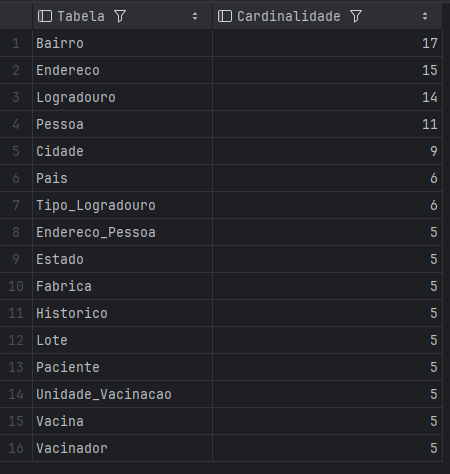 Tabela Cardinalidade
1 Bairro 17
2 Endereco 15
3 Logradouro 14
4 Pessoa 11
5 Cidade 9
6 Pais 6
7 Tipo_Logradouro 6
8 Endereco_Pessoa 5
9 Estado 5
10 Fabrica 5
11 Historico 5
12 Lote 5
13 Paciente 5
14 Unidade_Vacinacao 5
15 Vacina 5
16 Vacinador 5